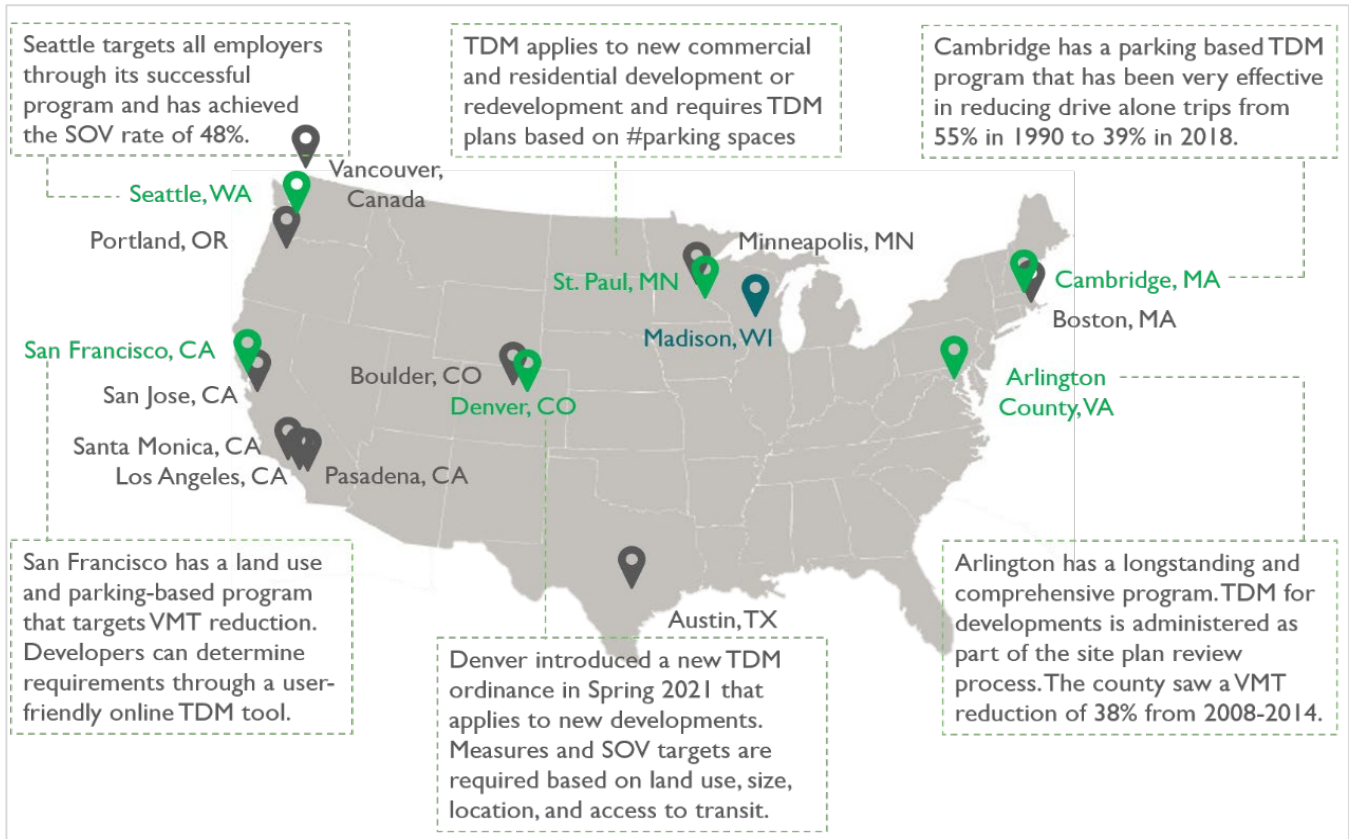 Seattle targets all employers
through its successful
program and has achieved
the SOV rate of 48%.
TDM applies to new commercial
and residential development or
redevelopment and requires TDM
plans based on #parking spaces
Cambridge has a parking based TDM
program that has been very effective
in reducing drive alone trips from
55% in 1990 to 39% in 2018.
Vancouver,
Canada
Seattle, WA
Portland, OR
Minneapolis, MN
St. Paul, MN
Madison, WI
Cambridge, MA
Boston, MA
San Francisco, CA
San Jose, CA
Boulder, CO
Denver, CO
Arlington
County, VA
Santa Monica, CA
Los Angeles, CA
Pasadena, CA
Austin, TX
San Francisco has a land use
and parking-based program
that targets VMT reduction.
Developers can determine
requirements through a user-
friendly online TDM tool.
Denver introduced a new TDM
ordinance in Spring 2021 that
applies to new developments.
Measures and SOV targets are
required based on land use, size,
location, and access to transit.
Arlington has a longstanding and
comprehensive program. TDM for
developments is administered as
part of the site plan review
process. The county saw a VMT
reduction of 38% from 2008-2014.